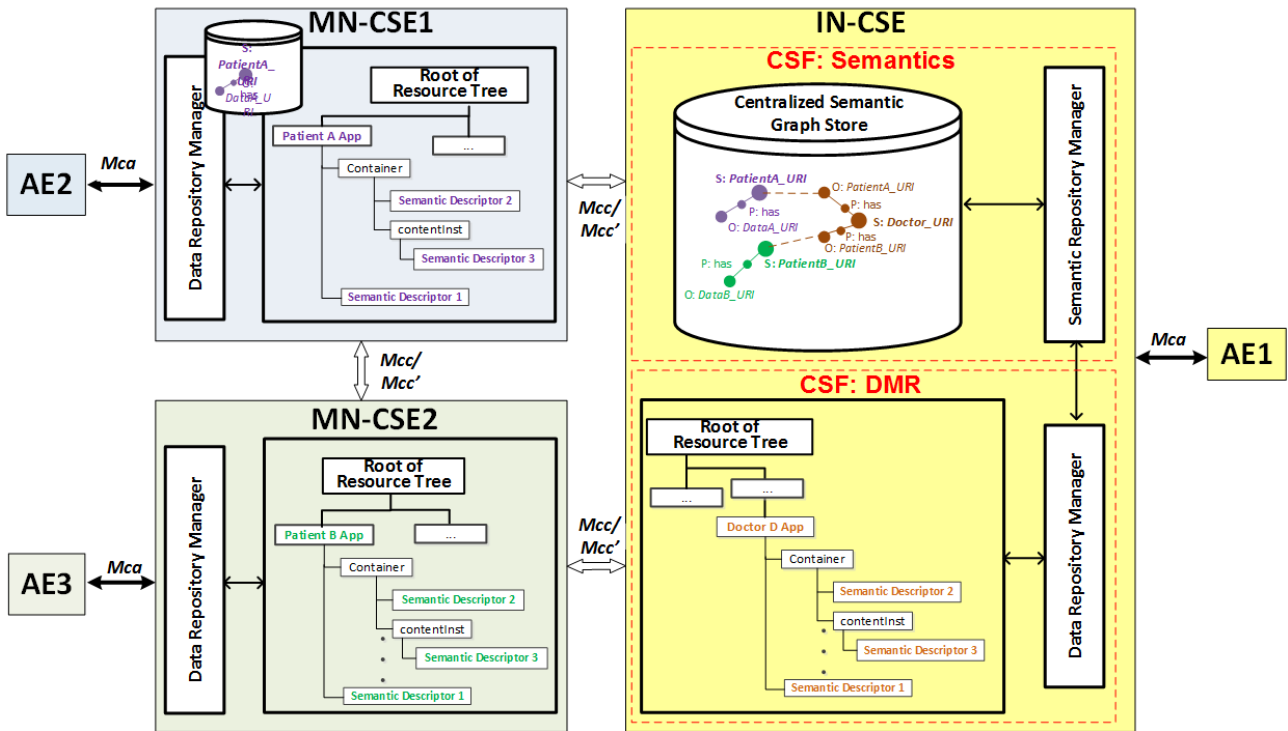 MN-CSE1
S:
PatientA_
URI
has
DataA_U
RI
Data Repository Manager
Root of
Resource Tree
Patient A App
...
Container
Semantic Descriptor 2
contentInst
Semantic Descriptor 3
Semantic Descriptor 1
AE2
Mca
Mcc/
Mcc’
Mcc/
Mcc’
MN-CSE2
Data Repository Manager
Root of
Resource Tree
Patient B App
...
Container
Semantic Descriptor 2
contentInst
Semantic Descriptor 3
Semantic Descriptor 1
AE3
Mca
Mcc/
Mcc’
IN-CSE
CSF: Semantics
Centralized Semantic
Graph Store
S: PatientA_URI
P: has
O: DataA_URI
O: PatientA_URI
P: has
S: Doctor_URI
P: has
O: PatientB_URI
P: has
S: PatientB_URI
O: DataB_URI
Semantic Repository Manager
Mca
AE1
CSF: DMR
Root of
Resource Tree
...
...
Doctor D App
Container
Semantic Descriptor 2
contentInst
Semantic Descriptor 3
Semantic Descriptor 1
Data Repository Manager